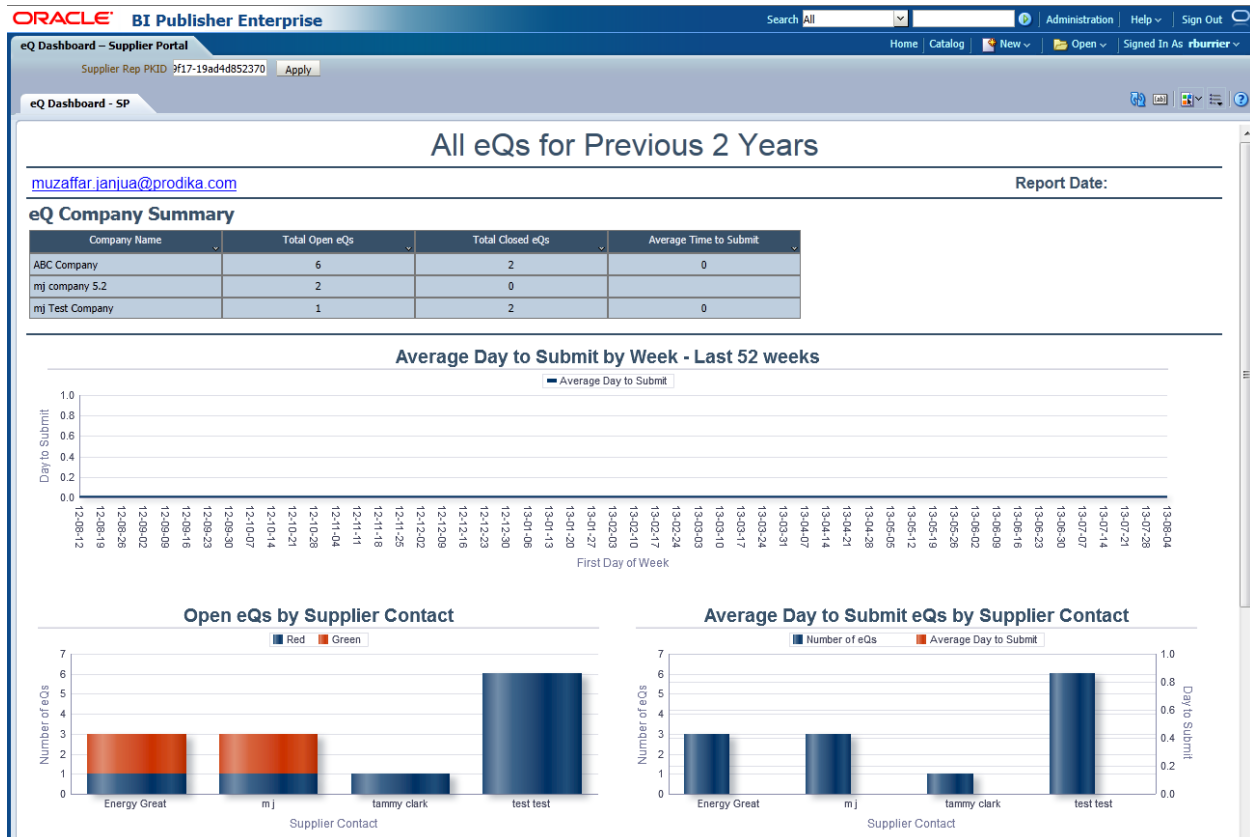 ORACLE BI Publisher Enterprise Search All Administration Help Sign Out
eQ Dashboard – Supplier Portal Home Catalog New Open Signed In As rburrier
Supplier Rep PKID 9f17-19ad4d852370 Apply
eQ Dashboard - SP
All eQs for Previous 2 Years
muzaffar.janjua@prodika.com Report Date:
eQ Company Summary
Company Name Total Open eQs Total Closed eQs Average Time to Submit
ABC Company 6 2 0
mj company 5.2 2 0
mj Test Company 1 2 0
Average Day to Submit by Week - Last 52 weeks
Average Day to Submit
1.0
0.8
0.6
0.4
0.2
0.0
Day to Submit
12-08-12 12-08-19 12-08-26 12-09-02 12-09-09 12-09-16 12-09-23 12-09-30 12-10-07 12-10-14 12-10-21 12-10-28 12-11-04 12-11-11 12-11-18 12-11-25 12-12-02 12-12-09 12-12-16 12-12-23 12-12-30 13-01-06 13-01-13 13-01-20 13-01-27 13-02-03 13-02-10 13-02-17 13-02-24 13-03-03 13-03-10 13-03-17 13-03-24 13-03-31 13-04-07 13-04-14 13-04-21 13-04-28 13-05-05 13-05-12 13-05-19 13-05-26 13-06-02 13-06-09 13-06-16 13-06-23 13-06-30 13-07-07 13-07-14 13-07-21 13-07-28 13-08-04
First Day of Week
Open eQs by Supplier Contact
Red Green
7
6
5
4
3
2
1
0
Number of eQs
Energy Great m j tammy clark test test
Supplier Contact
Average Day to Submit eQs by Supplier Contact
Number of eQs Average Day to Submit
7
6
5
4
3
2
1
0
Number of eQs
1.0
0.8
0.6
0.4
0.2
0.0
Day to Submit
Energy Great m j tammy clark test test
Supplier Contact